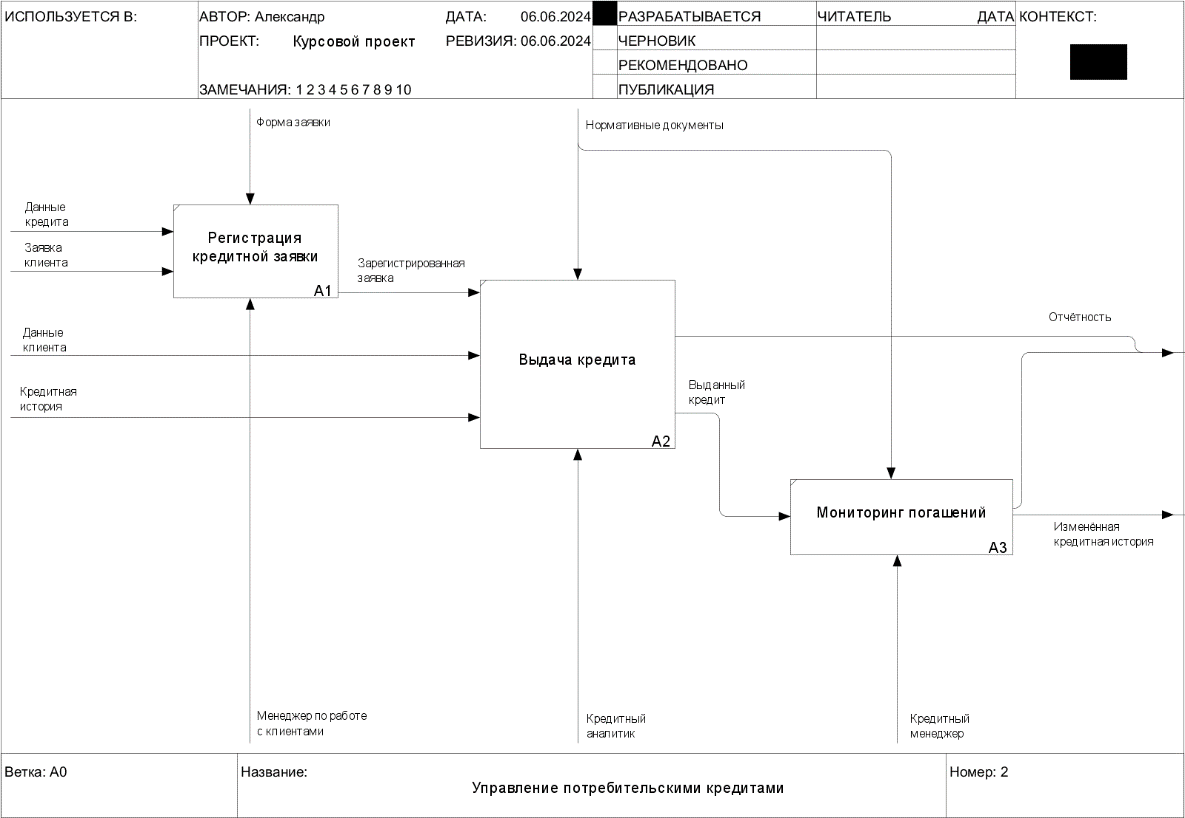 ИСПОЛЬЗУЕТСЯ В:
АВТОР: Александр
ДАТА: 06.06.2024
ПРОЕКТ: Курсовой проект
РЕВИЗИЯ: 06.06.2024
ЗАМЕЧАНИЯ: 1 2 3 4 5 6 7 8 9 10
РАЗРАБАТЫВАЕТСЯ
ЧЕРНОВИК
РЕКОМЕНДОВАНО
ПУБЛИКАЦИЯ
ЧИТАТЕЛЬ
ДАТА
КОНТЕКСТ:
Форма заявки
Нормативные документы
Данные
кредита
Заявка
клиента
Регистрация
кредитной заявки
A1
Зарегистрированная
заявка
Данные
клиента
Кредитная
история
Выдача кредита
A2
Отчётность
Выданный
кредит
Мониторинг погашений
A3
Изменённая
кредитная история
Менеджер по работе
с клиентами
Кредитный
аналитик
Кредитный
менеджер
Ветка: A0
Название:
Управление потребительскими кредитами
Номер: 2